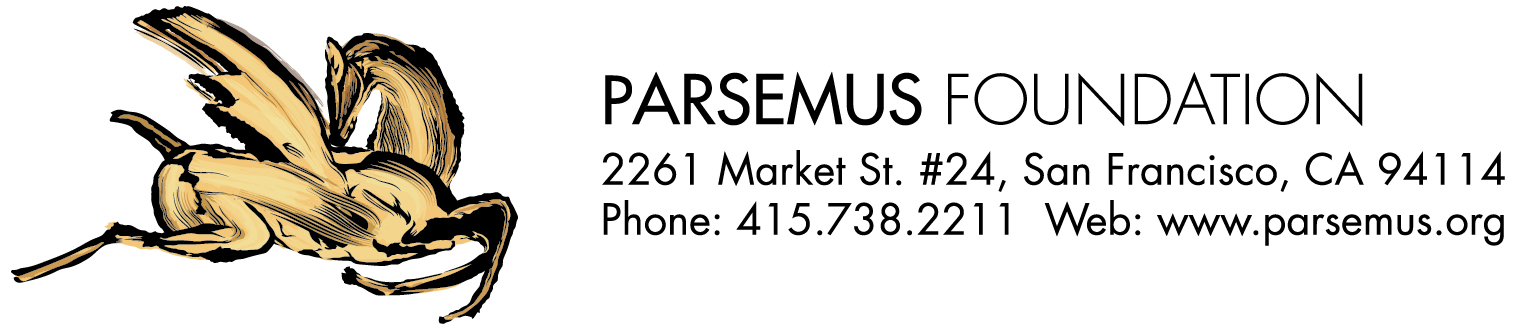 PARSEMUS FOUNDATION
2261 Market St. #24, San Francisco, CA 94114
Phone: 415.738.2211 Web: www.parsemus.org